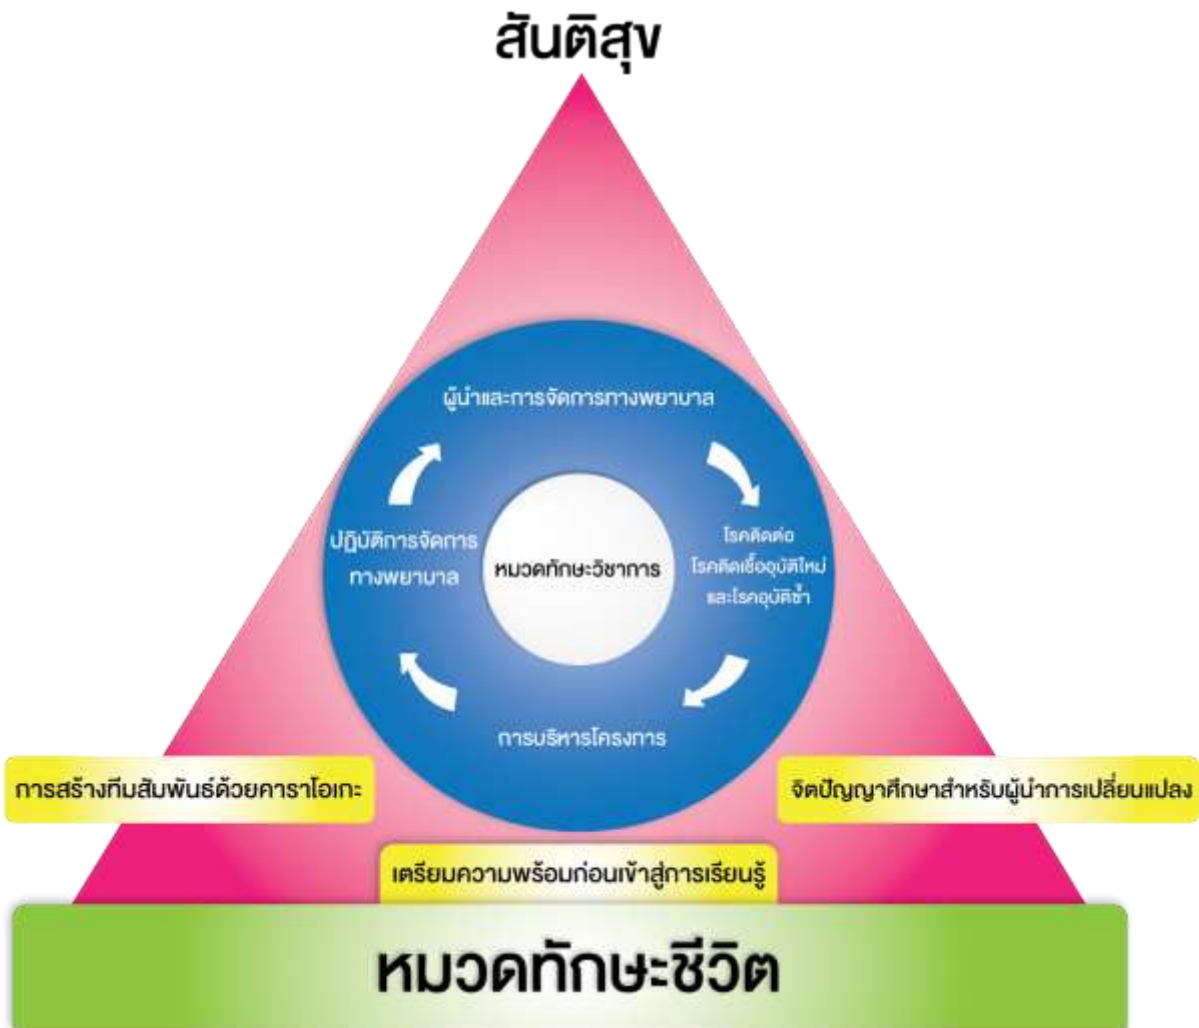 สันติสุข
ผู้นำและการจัดการทางพยาบาล
ปฏิบัติการจัดการ
ทางพยาบาล
หมวดทักษะวิชาการ
โรคติดต่อ
โรคติดเชื้ออุบัติใหม่
และโรคอุบัติซ้ำ
การบริหารโครงการ
การสร้างทีมสัมพันธ์ด้วยคาราโอเกะ
จิตปัญญาศึกษาสำหรับผู้นำการเปลี่ยนแปลง
เตรียมความพร้อมก่อนเข้าสู่การเรียนรู้
หมวดทักษะชีวิต